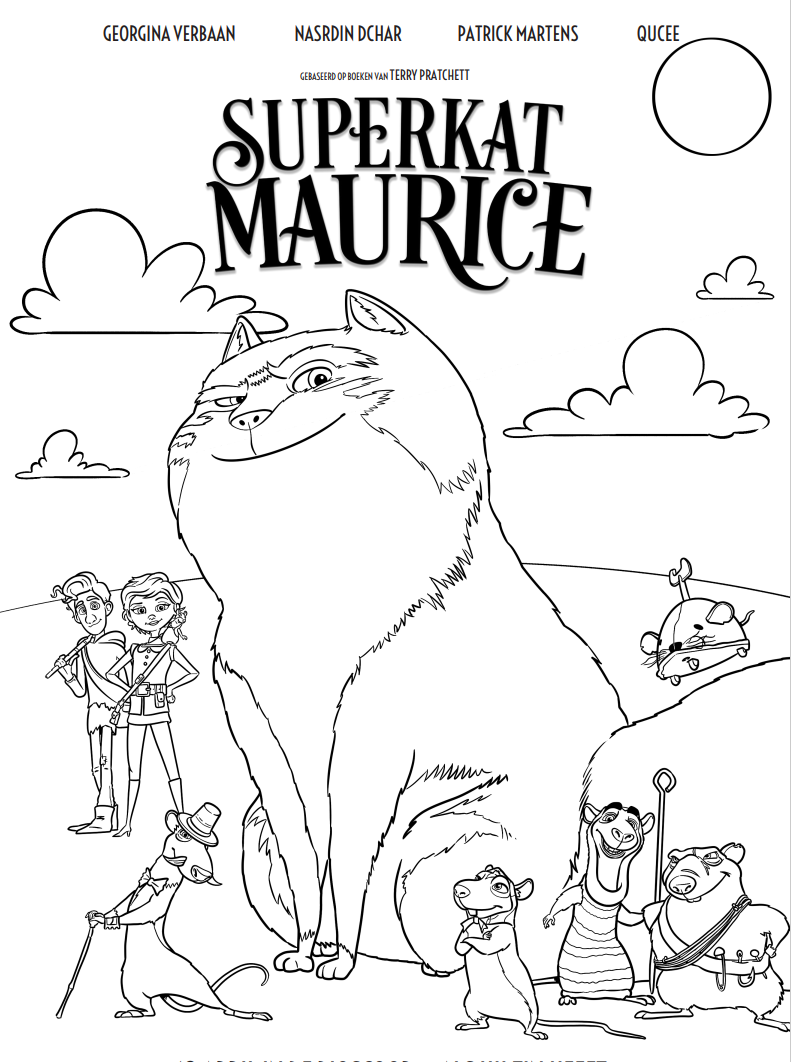 GEORGINA VERBAAN NASRDIN DCHAR PATRICK MARTENS QUCEE
GEBASEERD OP BOEKEN VAN TERRY PRATCHETT
SUPERKAT
MAURICE